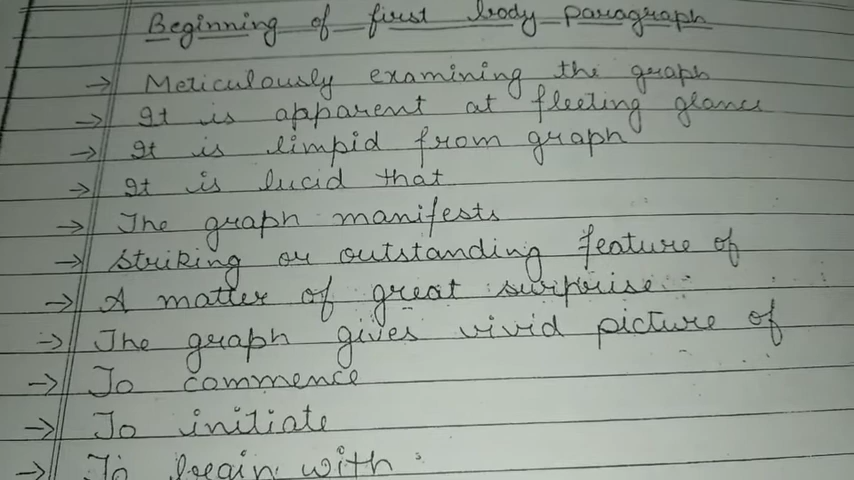 Beginning of first body paragraph
→ Meticulously examining the graph
→ It is apparent at fleeting glance
→ It is limpid from graph
→ It is lucid that
→ The graph manifests
→ Striking or outstanding feature of
→ A matter of great surprise.
→ The graph gives vivid picture of
→ To commence
→ To initiate
→ To begin with